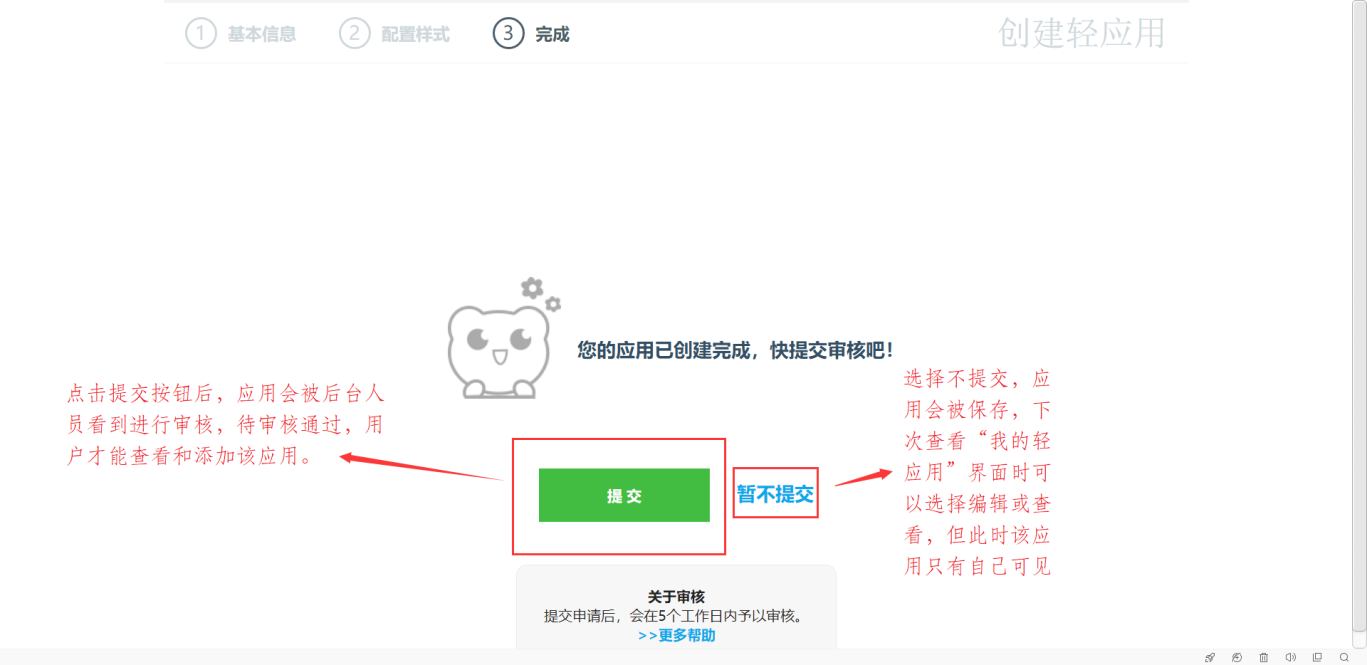 1 基本信息 2 配置样式 3 完成 创建轻应用
您的应用已创建完成，快提交审核吧！
点击提交按钮后，应用会被后台人
员看到进行审核，待审核通过，用
户才能查看和添加该应用。
选择不提交，应
用会被保存，下
次查看“我的轻
应用”界面时可
以选择编辑或查
看，但此时该应
用只有自己可见
提 交
暂不提交
关于审核
提交申请后，会在5个工作日内予以审核。
>>更多帮助